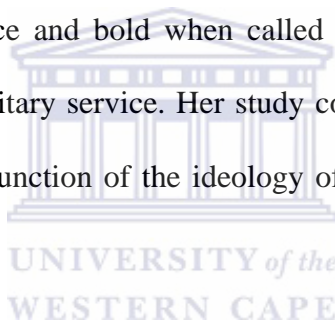 ce and bold when called
itary service. Her study co
unction of the ideology of
UNIVERSITY of the
WESTERN CAPE